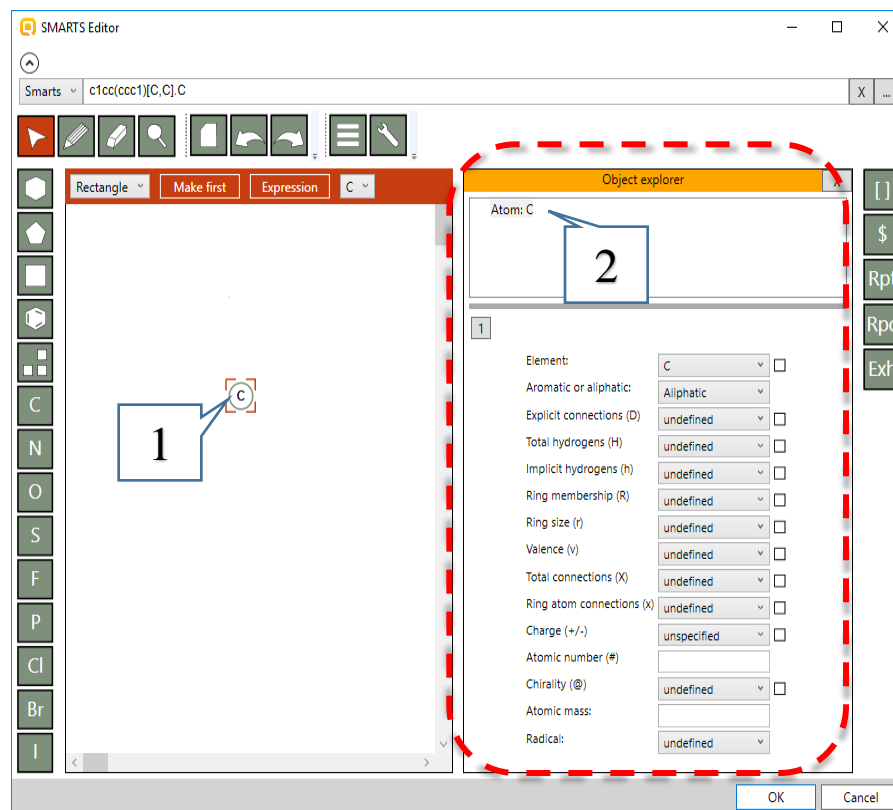 SMARTS Editor
Smarts c1cc(ccc1)[C,C].C X ...
Rectangle Make first Expression C
Object explorer X
Atom: C
2
1
Element: C
Aromatic or aliphatic: Aliphatic
Explicit connections (D) undefined
Total hydrogens (H) undefined
Implicit hydrogens (h) undefined
Ring membership (R) undefined
Ring size (r) undefined
Valence (v) undefined
Total connections (X) undefined
Ring atom connections (x) undefined
Charge (+/-) unspecified
Atomic number (#)
Chirality (@) undefined
Atomic mass:
Radical: undefined
C
1
C
N
O
S
F
P
Cl
Br
I
[ ]
$
Rpt
Rpc
Exh
OK Cancel